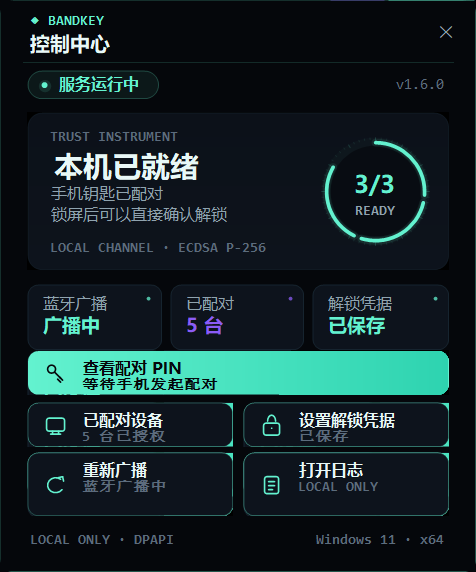 BANDKEY
控制中心
服务运行中
v1.6.0
TRUST INSTRUMENT
本机已就绪
手机钥匙已配对
锁屏后可以直接确认解锁
3/3
READY
LOCAL CHANNEL · ECDSA P-256
蓝牙广播
广播中
已配对
5 台
解锁凭据
已保存
查看配对 PIN
等待手机发起配对
已配对设备
5 台已授权
设置解锁凭据
已保存
重新广播
蓝牙广播中
打开日志
LOCAL ONLY
LOCAL ONLY · DPAPI
Windows 11 · x64